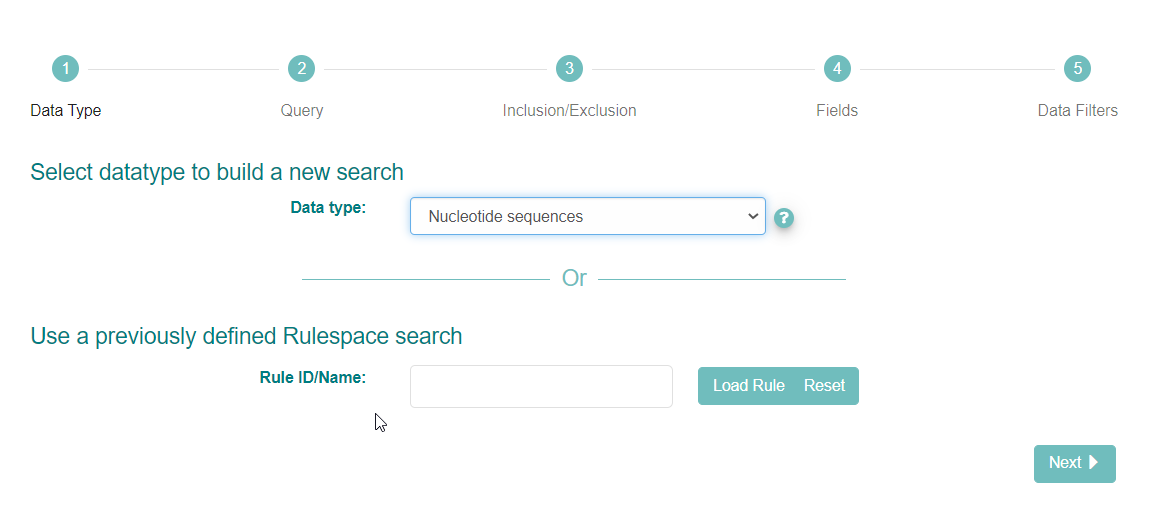 1 2 3 4 5
Data Type Query Inclusion/Exclusion Fields Data Filters
Select datatype to build a new search
Data type: Nucleotide sequences ?
Or
Use a previously defined Rulespace search
Rule ID/Name: Load Rule Reset
Next